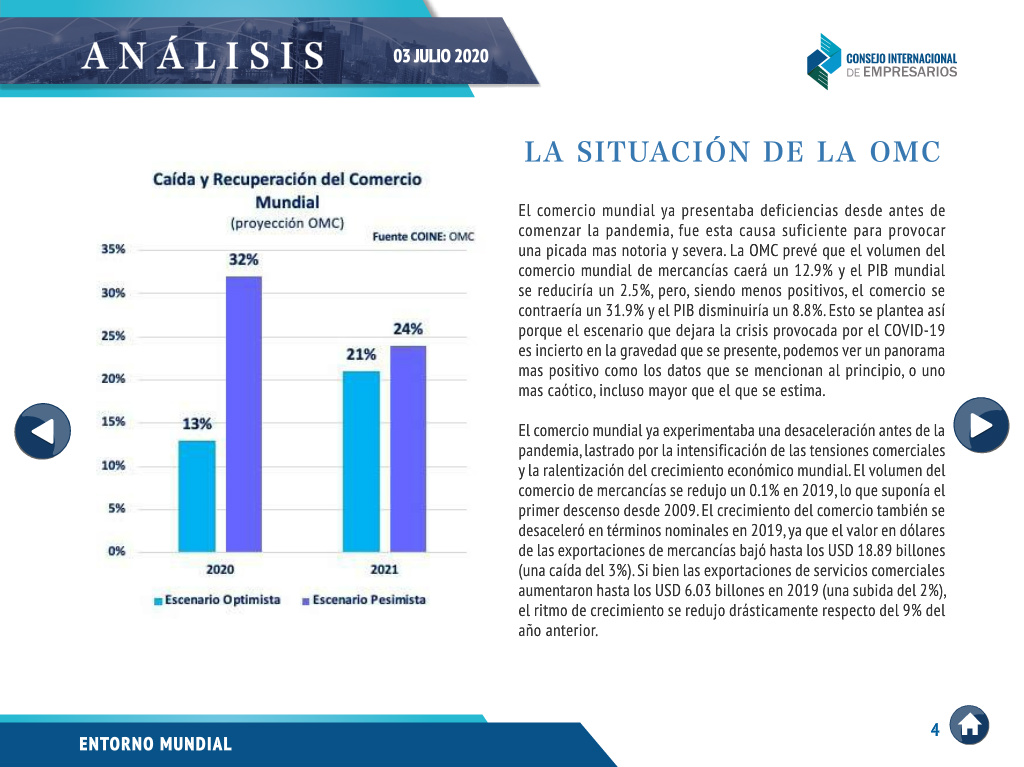 ANÁLISIS
03 JULIO 2020
CONSEJO INTERNACIONAL
DE EMPRESARIOS
LA SITUACIÓN DE LA OMC
Caída y Recuperación del Comercio
Mundial
(proyección OMC)
Fuente COINE: OMC
35%
30%
25%
20%
15%
10%
5%
0%
13%
32%
21%
24%
2020
2021
Escenario Optimista
Escenario Pesimista
El comercio mundial ya presentaba deficiencias desde antes de
comenzar la pandemia, fue esta causa suficiente para provocar
una picada mas notoria y severa. La OMC prevé que el volumen del
comercio mundial de mercancías caerá un 12.9% y el PIB mundial
se reduciría un 2.5%, pero, siendo menos positivos, el comercio se
contraería un 31.9% y el PIB disminuiría un 8.8%. Esto se plantea así
porque el escenario que dejara la crisis provocada por el COVID-19
es incierto en la gravedad que se presente, podemos ver un panorama
mas positivo como los datos que se mencionan al principio, o uno
mas caótico, incluso mayor que el que se estima.
El comercio mundial ya experimentaba una desaceleración antes de la
pandemia, lastrado por la intensificación de las tensiones comerciales
y la ralentización del crecimiento económico mundial. El volumen del
comercio de mercancías se redujo un 0.1% en 2019, lo que suponía el
primer descenso desde 2009. El crecimiento del comercio también se
desaceleró en términos nominales en 2019, ya que el valor en dólares
de las exportaciones de mercancías bajó hasta los USD 18.89 billones
(una caída del 3%). Si bien las exportaciones de servicios comerciales
aumentaron hasta los USD 6.03 billones en 2019 (una subida del 2%),
el ritmo de crecimiento se redujo drásticamente respecto del 9% del
año anterior.
ENTORNO MUNDIAL
4